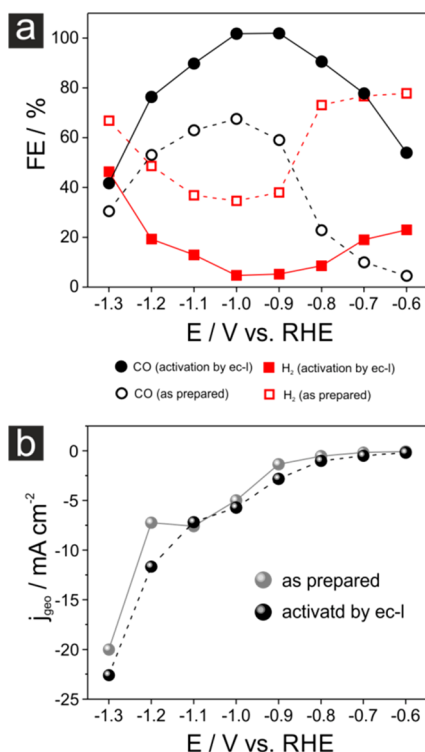 a
100
80
60
40
20
0
FE / %
-1.3 -1.2 -1.1 -1.0 -0.9 -0.8 -0.7 -0.6
E / V vs. RHE
CO (activation by ec-l) H₂ (activation by ec-l)
CO (as prepared) H₂ (as prepared)
b
0
-5
-10
-15
-20
-25
j_geo / mA cm⁻²
as prepared
activatd by ec-l
-1.3 -1.2 -1.1 -1.0 -0.9 -0.8 -0.7 -0.6
E / V vs. RHE